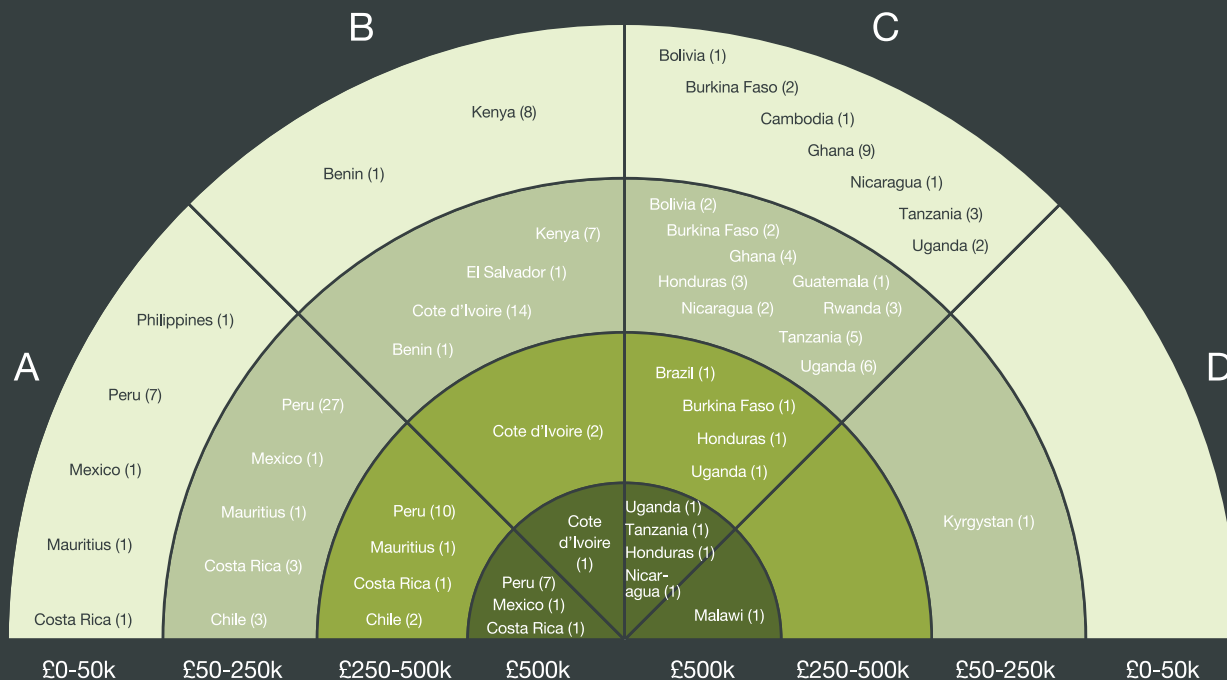 B
C
Kenya (8)
Benin (1)
Bolivia (1)
Burkina Faso (2)
Cambodia (1)
Ghana (9)
Nicaragua (1)
Tanzania (3)
Uganda (2)
Kenya (7)
El Salvador (1)
Cote d'Ivoire (14)
Benin (1)
Bolivia (2)
Burkina Faso (2)
Ghana (4)
Honduras (3)
Guatemala (1)
Nicaragua (2)
Rwanda (3)
Tanzania (5)
Uganda (6)
A
Philippines (1)
Peru (7)
Mexico (1)
Mauritius (1)
Costa Rica (1)
Peru (27)
Mexico (1)
Mauritius (1)
Costa Rica (3)
Chile (3)
Cote d'Ivoire (2)
Brazil (1)
Burkina Faso (1)
Honduras (1)
Uganda (1)
Peru (10)
Mauritius (1)
Costa Rica (1)
Chile (2)
Cote
d'Ivoire
(1)
Peru (7)
Mexico (1)
Costa Rica (1)
Uganda (1)
Tanzania (1)
Honduras (1)
Nicar-
agua (1)
Malawi (1)
Kyrgystan (1)
D
£0-50k
£50-250k
£250-500k
£500k
£500k
£250-500k
£50-250k
£0-50k